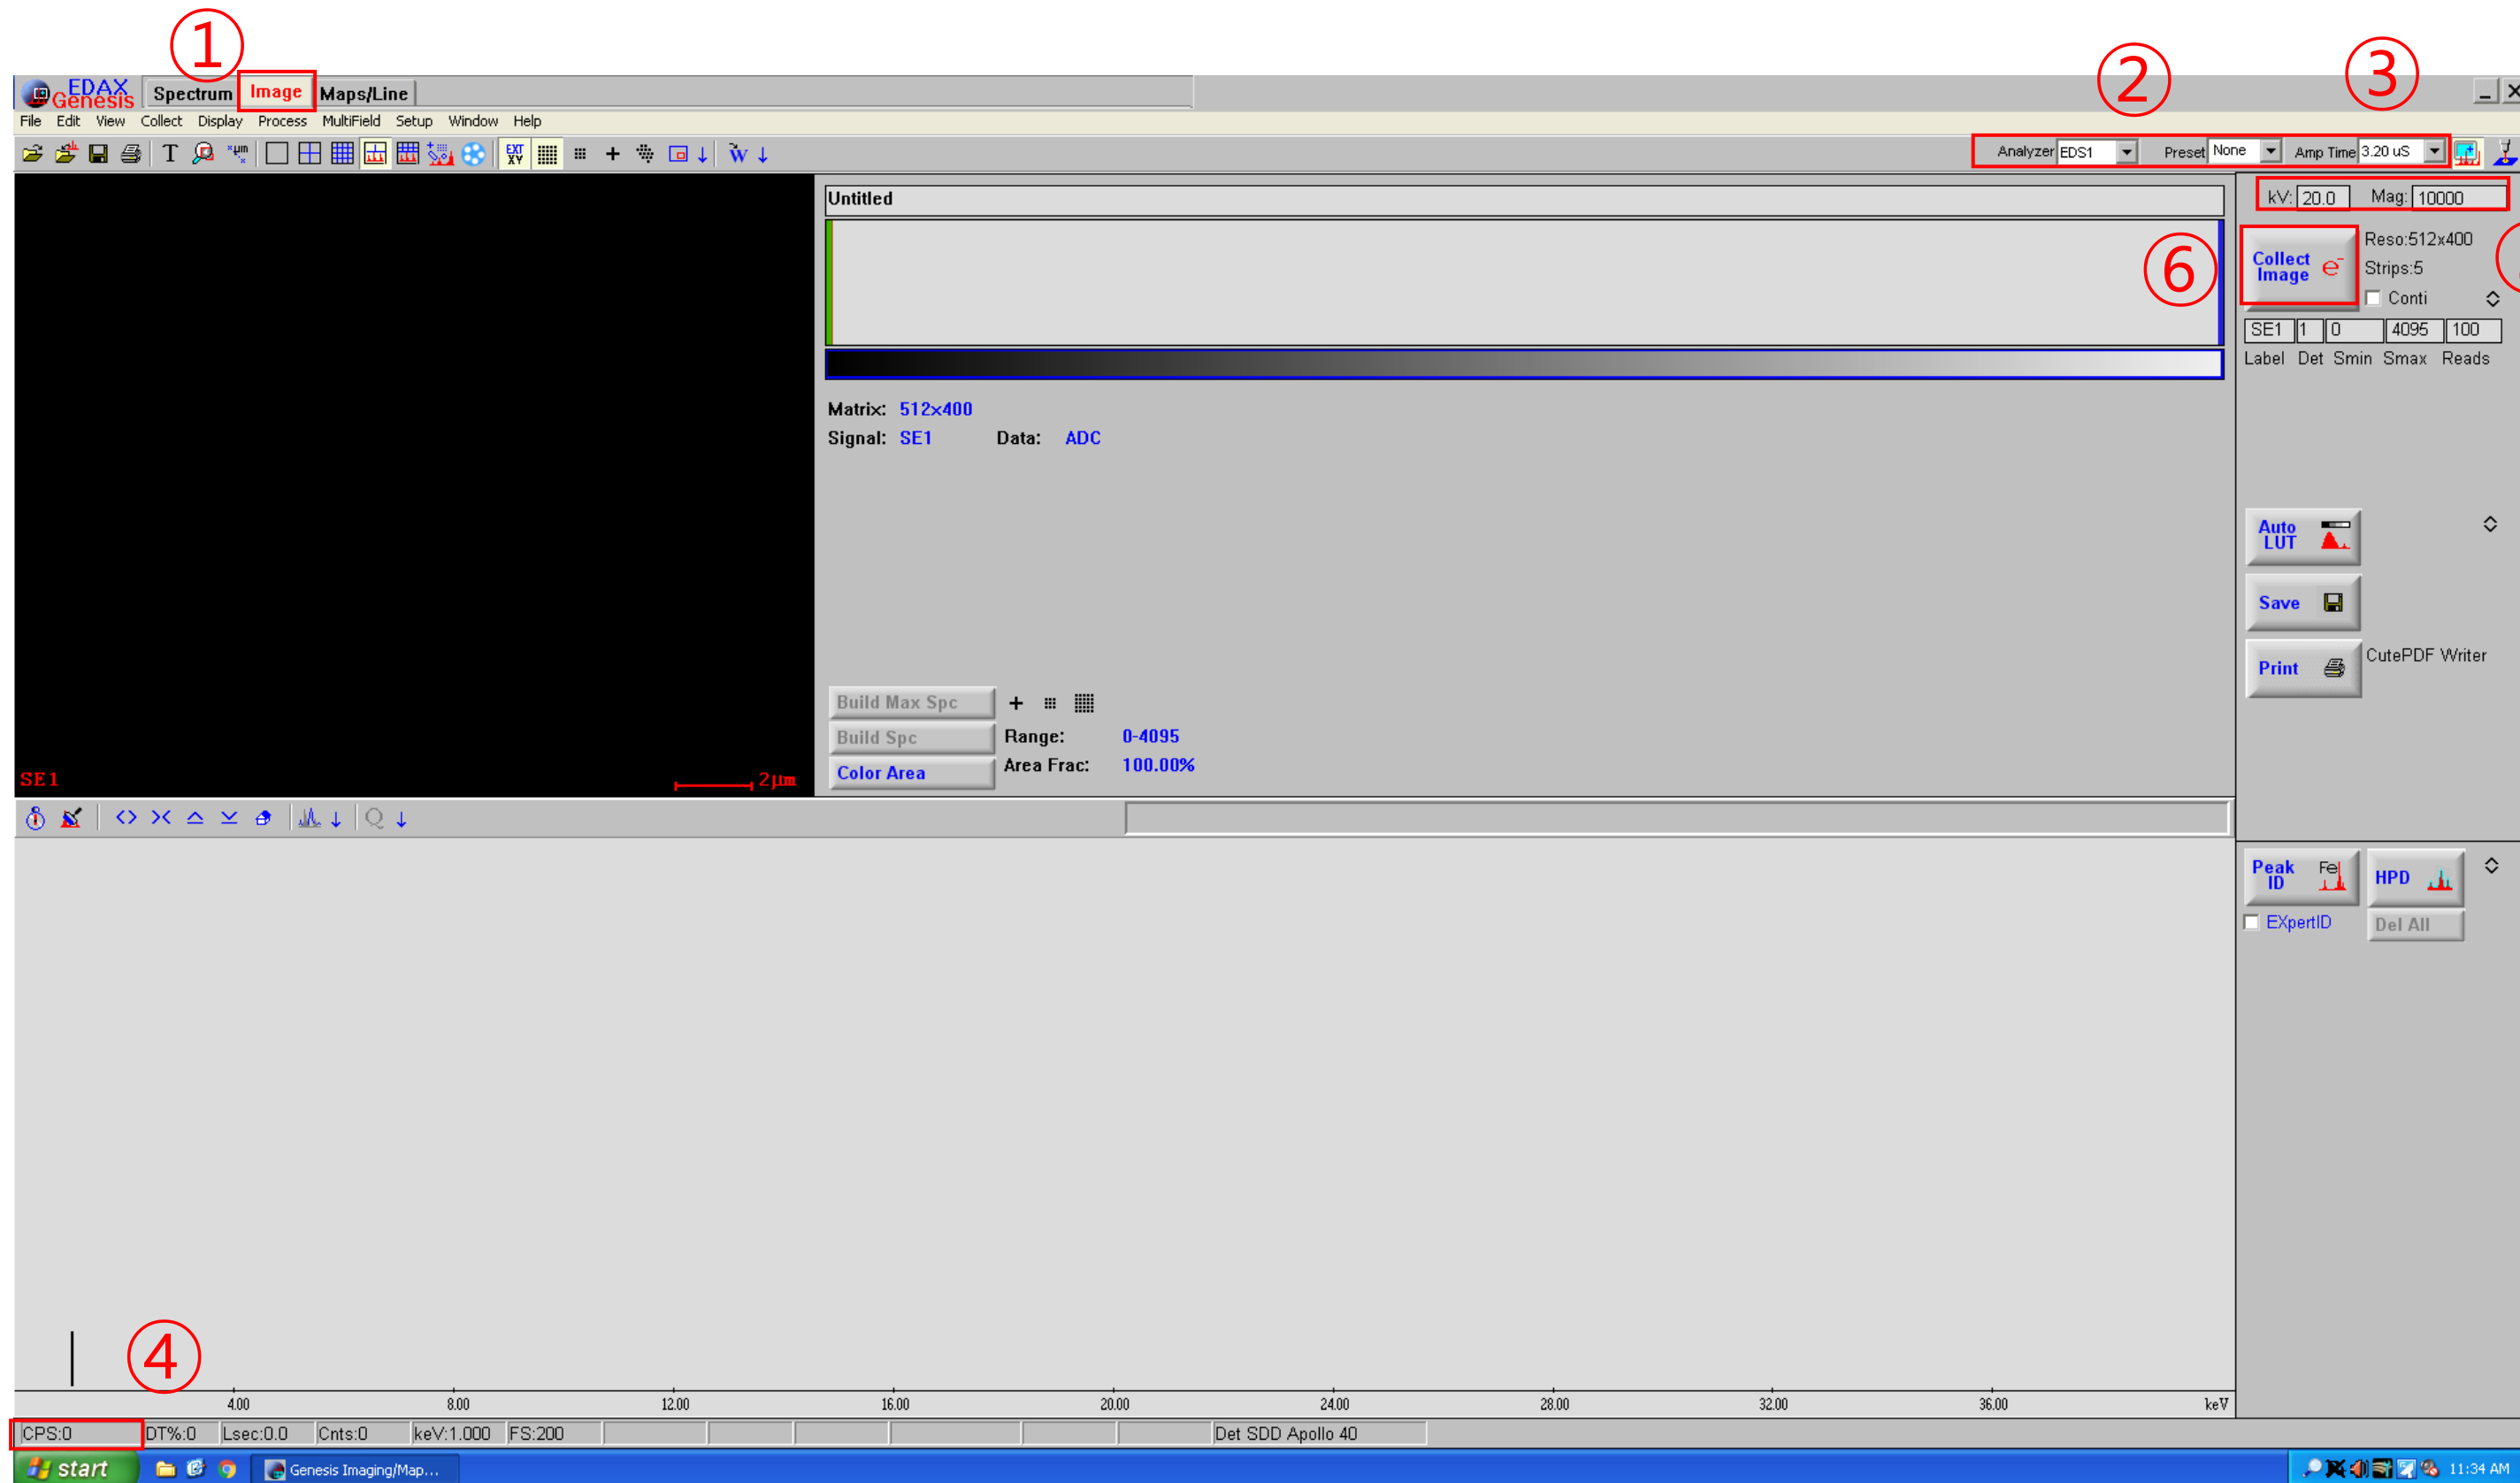 ①
②
③
EDAX
Genesis
Spectrum Image Maps/Line
File Edit View Collect Display Process MultiField Setup Window Help
T µm EXT XY W
Analyzer EDS1 Preset None Amp Time 3.20 uS
Untitled
kV: 20.0 Mag: 10000
⑥
Collect Image e⁻
Reso:512x400
Strips:5
Conti
SE1 1 0 4095 100
Label Det Smin Smax Reads
Matrix: 512x400
Signal: SE1 Data: ADC
Auto LUT
Save
Print
CutePDF Writer
Build Max Spc
Build Spc Range: 0-4095
Color Area Area Frac: 100.00%
SE1 2µm
Q
Peak ID Fe HPD
EXpertID Del All
④
4.00 8.00 12.00 16.00 20.00 24.00 28.00 32.00 36.00 keV
CPS:0 DT%:0 Lsec:0.0 Cnts:0 keV:1.000 FS:200 Det SDD Apollo 40
start Genesis Imaging/Map... 11:34 AM